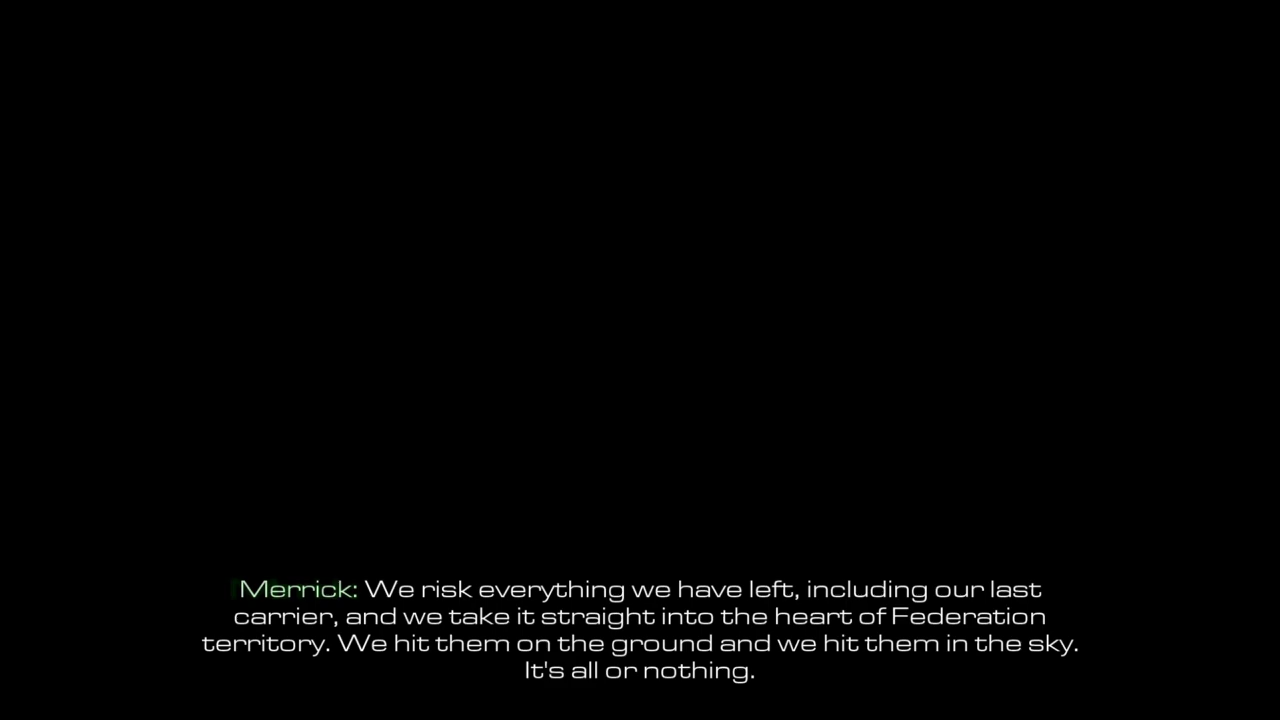 Merrick: We risk everything we have left, including our last
carrier, and we take it straight into the heart of Federation
territory. We hit them on the ground and we hit them in the sky.
It's all or nothing.